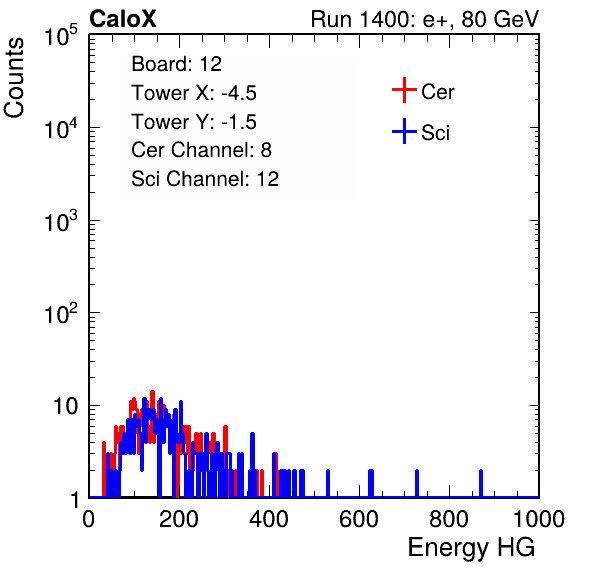 CaloX Run 1400: e+, 80 GeV
Board: 12
Tower X: -4.5
Tower Y: -1.5
Cer Channel: 8
Sci Channel: 12
Cer
Sci
Counts
10^5
10^4
10^3
10^2
10
1
0 200 400 600 800 1000
Energy HG